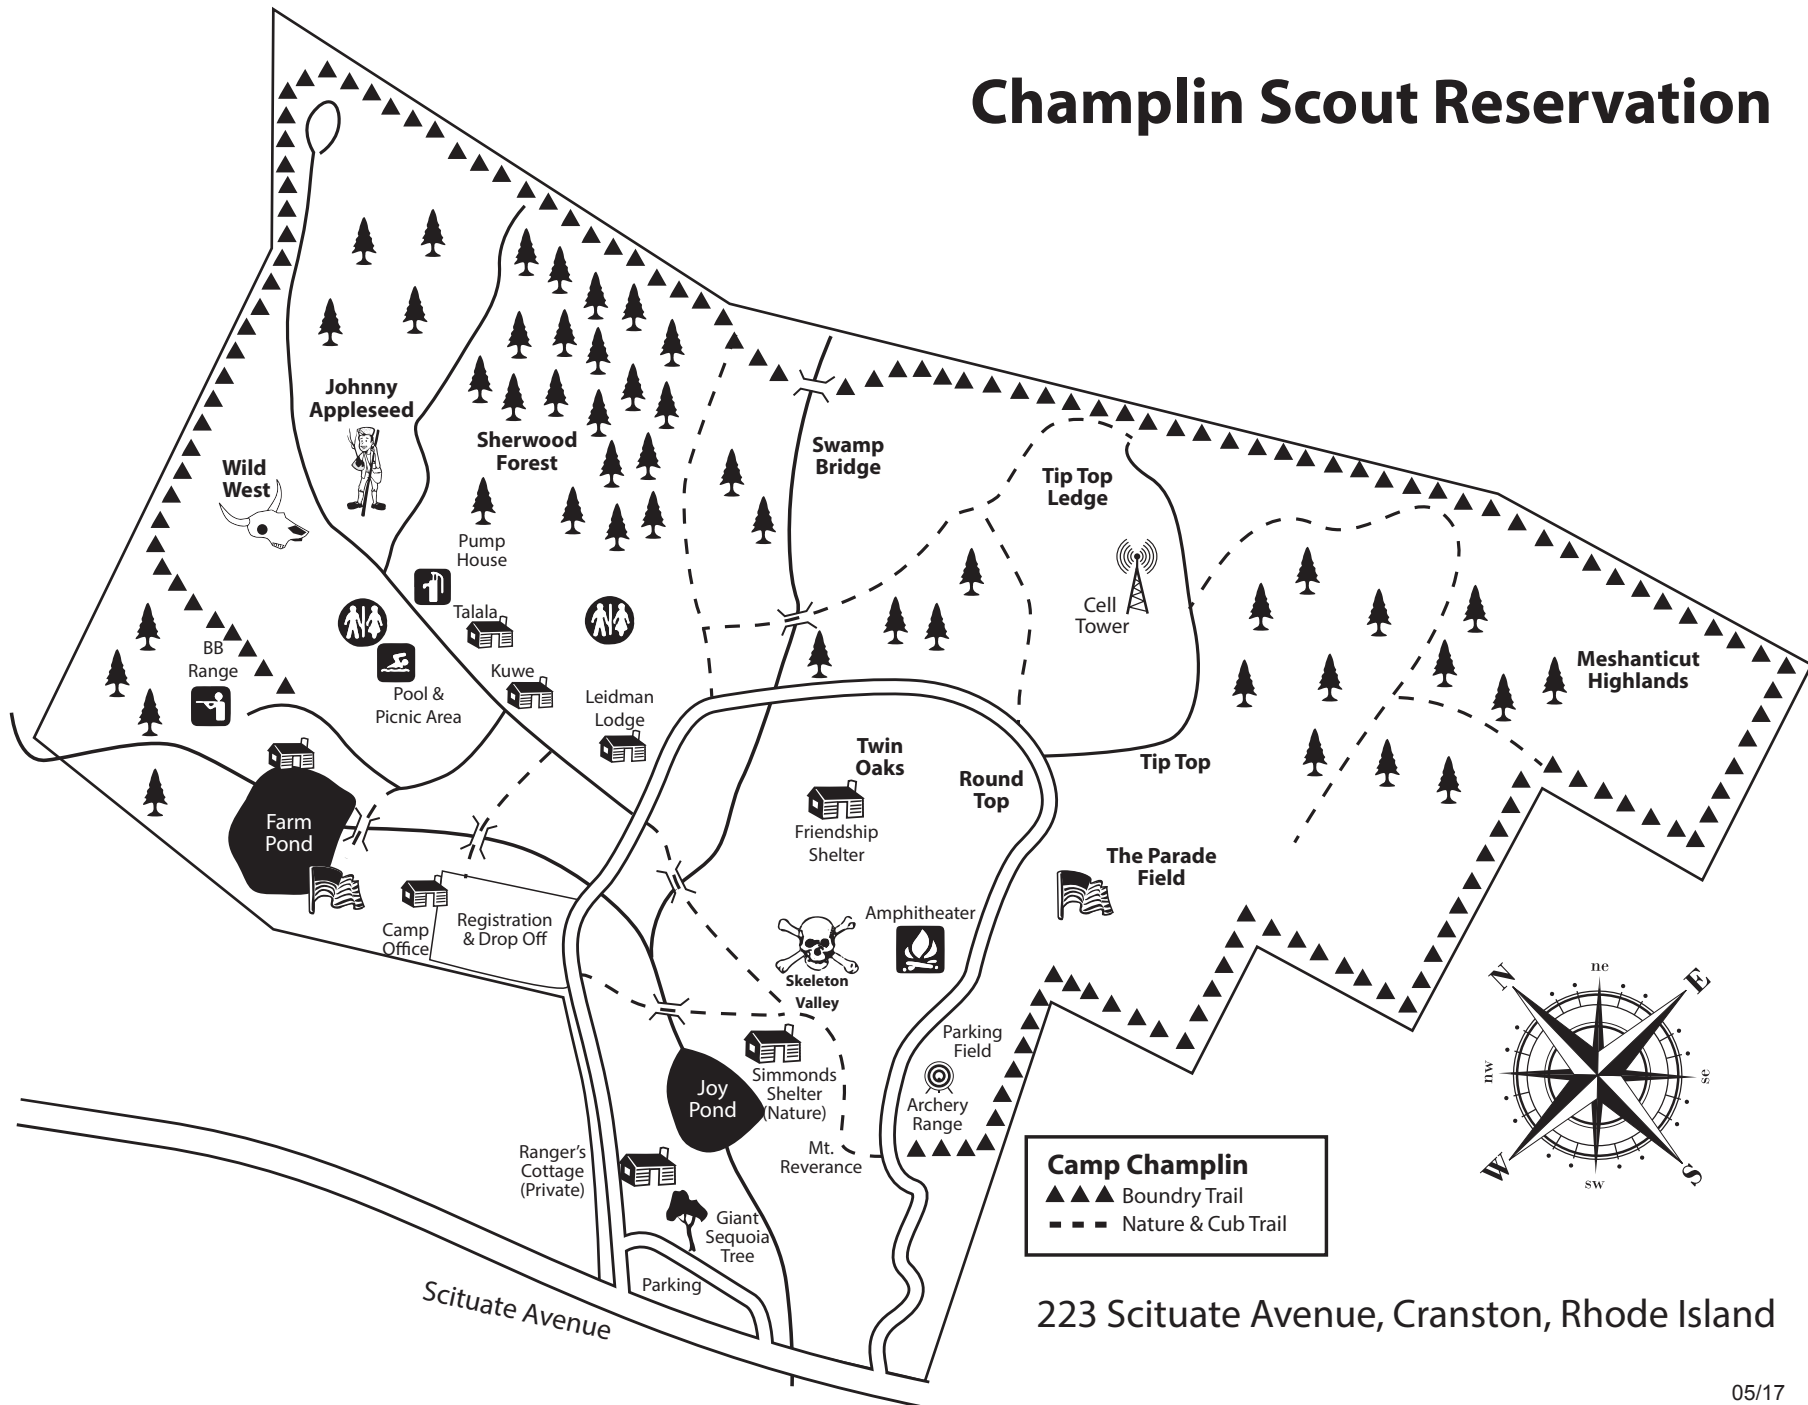 Champlin Scout Reservation
Johnny
Appleseed
Wild
West
Sherwood
Forest
Swamp
Bridge
Tip Top
Ledge
Pump
House
Talala
Cell
Tower
BB
Range
Pool &
Picnic Area
Kuwe
Leidman
Lodge
Meshanticut
Highlands
Twin
Oaks
Round
Top
Tip Top
Farm
Pond
Friendship
Shelter
The Parade
Field
Camp
Office
Registration
& Drop Off
Amphitheater
Skeleton
Valley
Parking
Field
Archery
Range
Joy
Pond
Simmonds
Shelter
(Nature)
Mt.
Reverance
Ranger's
Cottage
(Private)
Giant
Sequoia
Tree
Parking
Scituate Avenue
N
ne
E
nw
se
W
sw
S
Camp Champlin
Boundry Trail
Nature & Cub Trail
223 Scituate Avenue, Cranston, Rhode Island
05/17